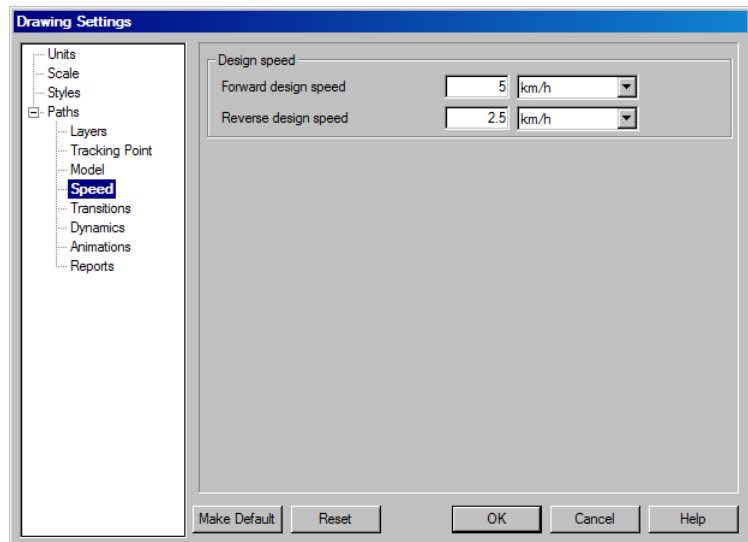 Drawing Settings
Units
Scale
Styles
Paths
Layers
Tracking Point
Model
Speed
Transitions
Dynamics
Animations
Reports
Design speed
Forward design speed 5 km/h
Reverse design speed 2.5 km/h
Make Default Reset OK Cancel Help